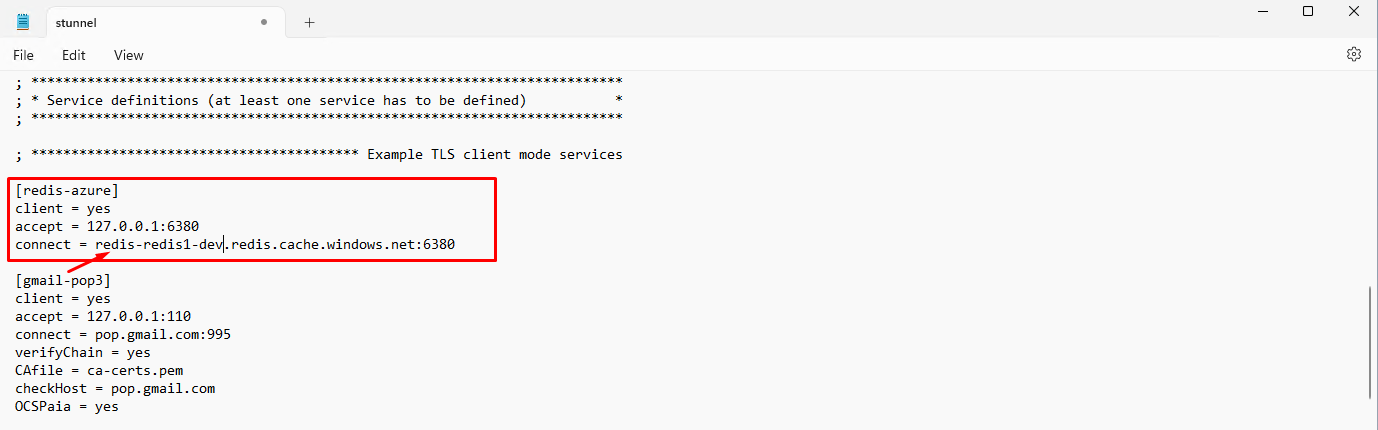 stunnel
File Edit View
; **************************************************************************
; * Service definitions (at least one service has to be defined)           *
; **************************************************************************
; ***************************************** Example TLS client mode services
[redis-azure]
client = yes
accept = 127.0.0.1:6380
connect = redis-redis1-dev.redis.cache.windows.net:6380
[gmail-pop3]
client = yes
accept = 127.0.0.1:110
connect = pop.gmail.com:995
verifyChain = yes
CAfile = ca-certs.pem
checkHost = pop.gmail.com
OCSPaia = yes